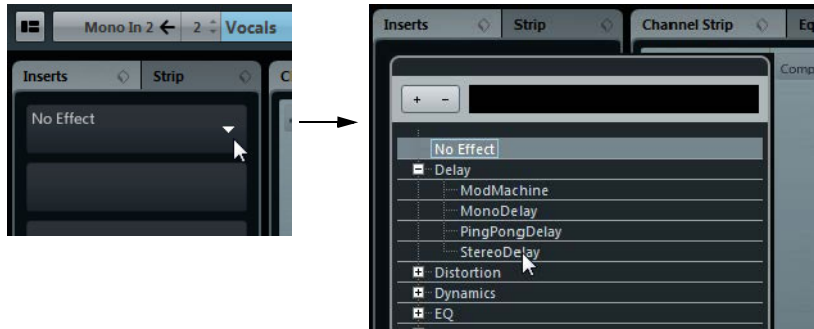 Mono In 2 2 Vocals
Inserts Strip C
No Effect
Inserts Strip Channel Strip Eq
Comp
+ -
No Effect
Delay
ModMachine
MonoDelay
PingPongDelay
StereoDelay
Distortion
Dynamics
EQ